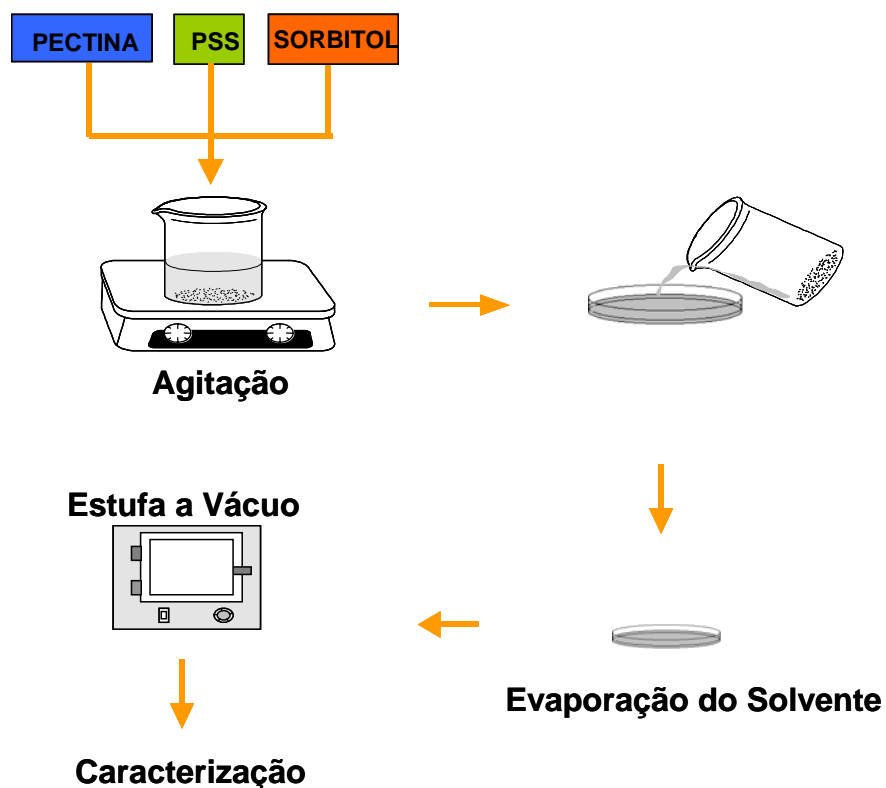 PECTINA
PSS
SORBITOL
Agitação
Estufa a Vácuo
Evaporação do Solvente
Caracterização